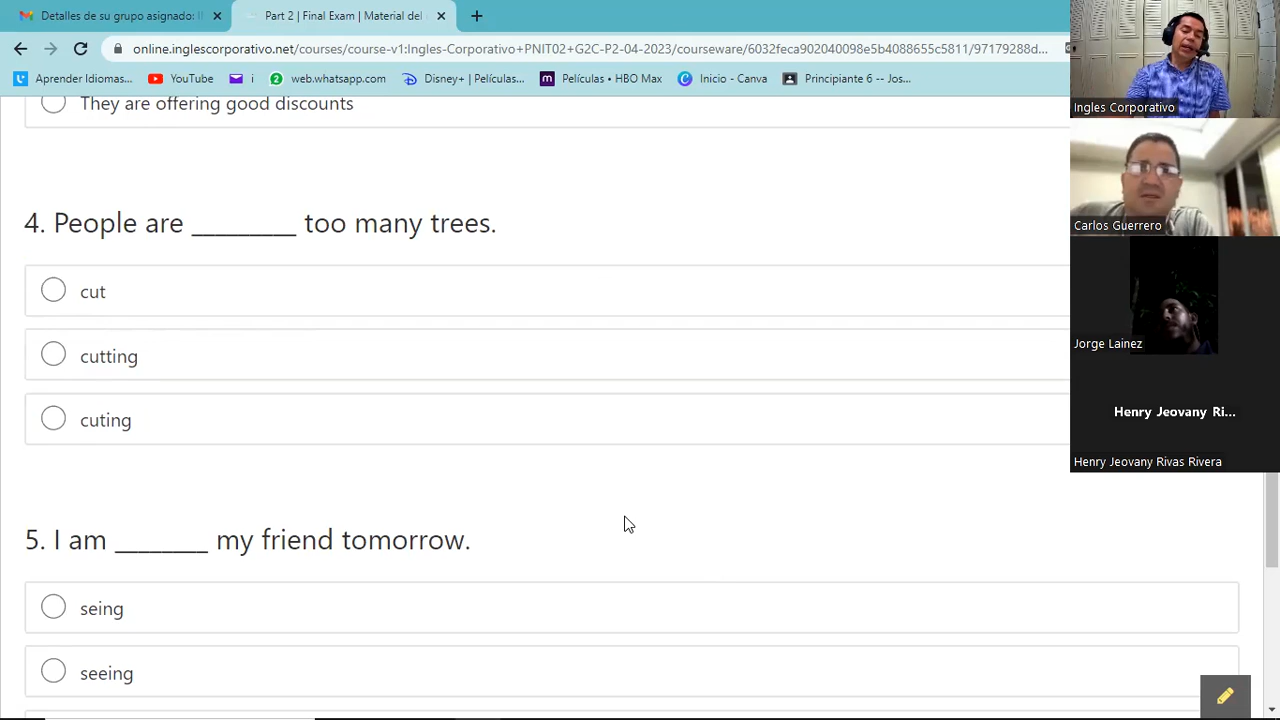 Detalles de su grupo asignado: I
Part 2 | Final Exam | Material de
online.inglescorporativo.net/courses/course-v1:Ingles-Corporativo+PNIT02+G2C-P2-04-2023/courseware/6032feca902040098e5b4088655c5811/37179288d...
Aprender Idiomas...
YouTube
i
web.whatsapp.com
Disney+ | Películas...
Películas • HBO Max
Inicio - Canva
Principiante 6 -- Jos...
They are offering good discounts
4. People are _________ too many trees.
cut
cutting
cuting
5. I am ________ my friend tomorrow.
seing
seeing
Ingles Corporativo
Carlos Guerrero
Jorge Lainez
Henry Jeovany Ri...
Henry Jeovany Rivas Rivera